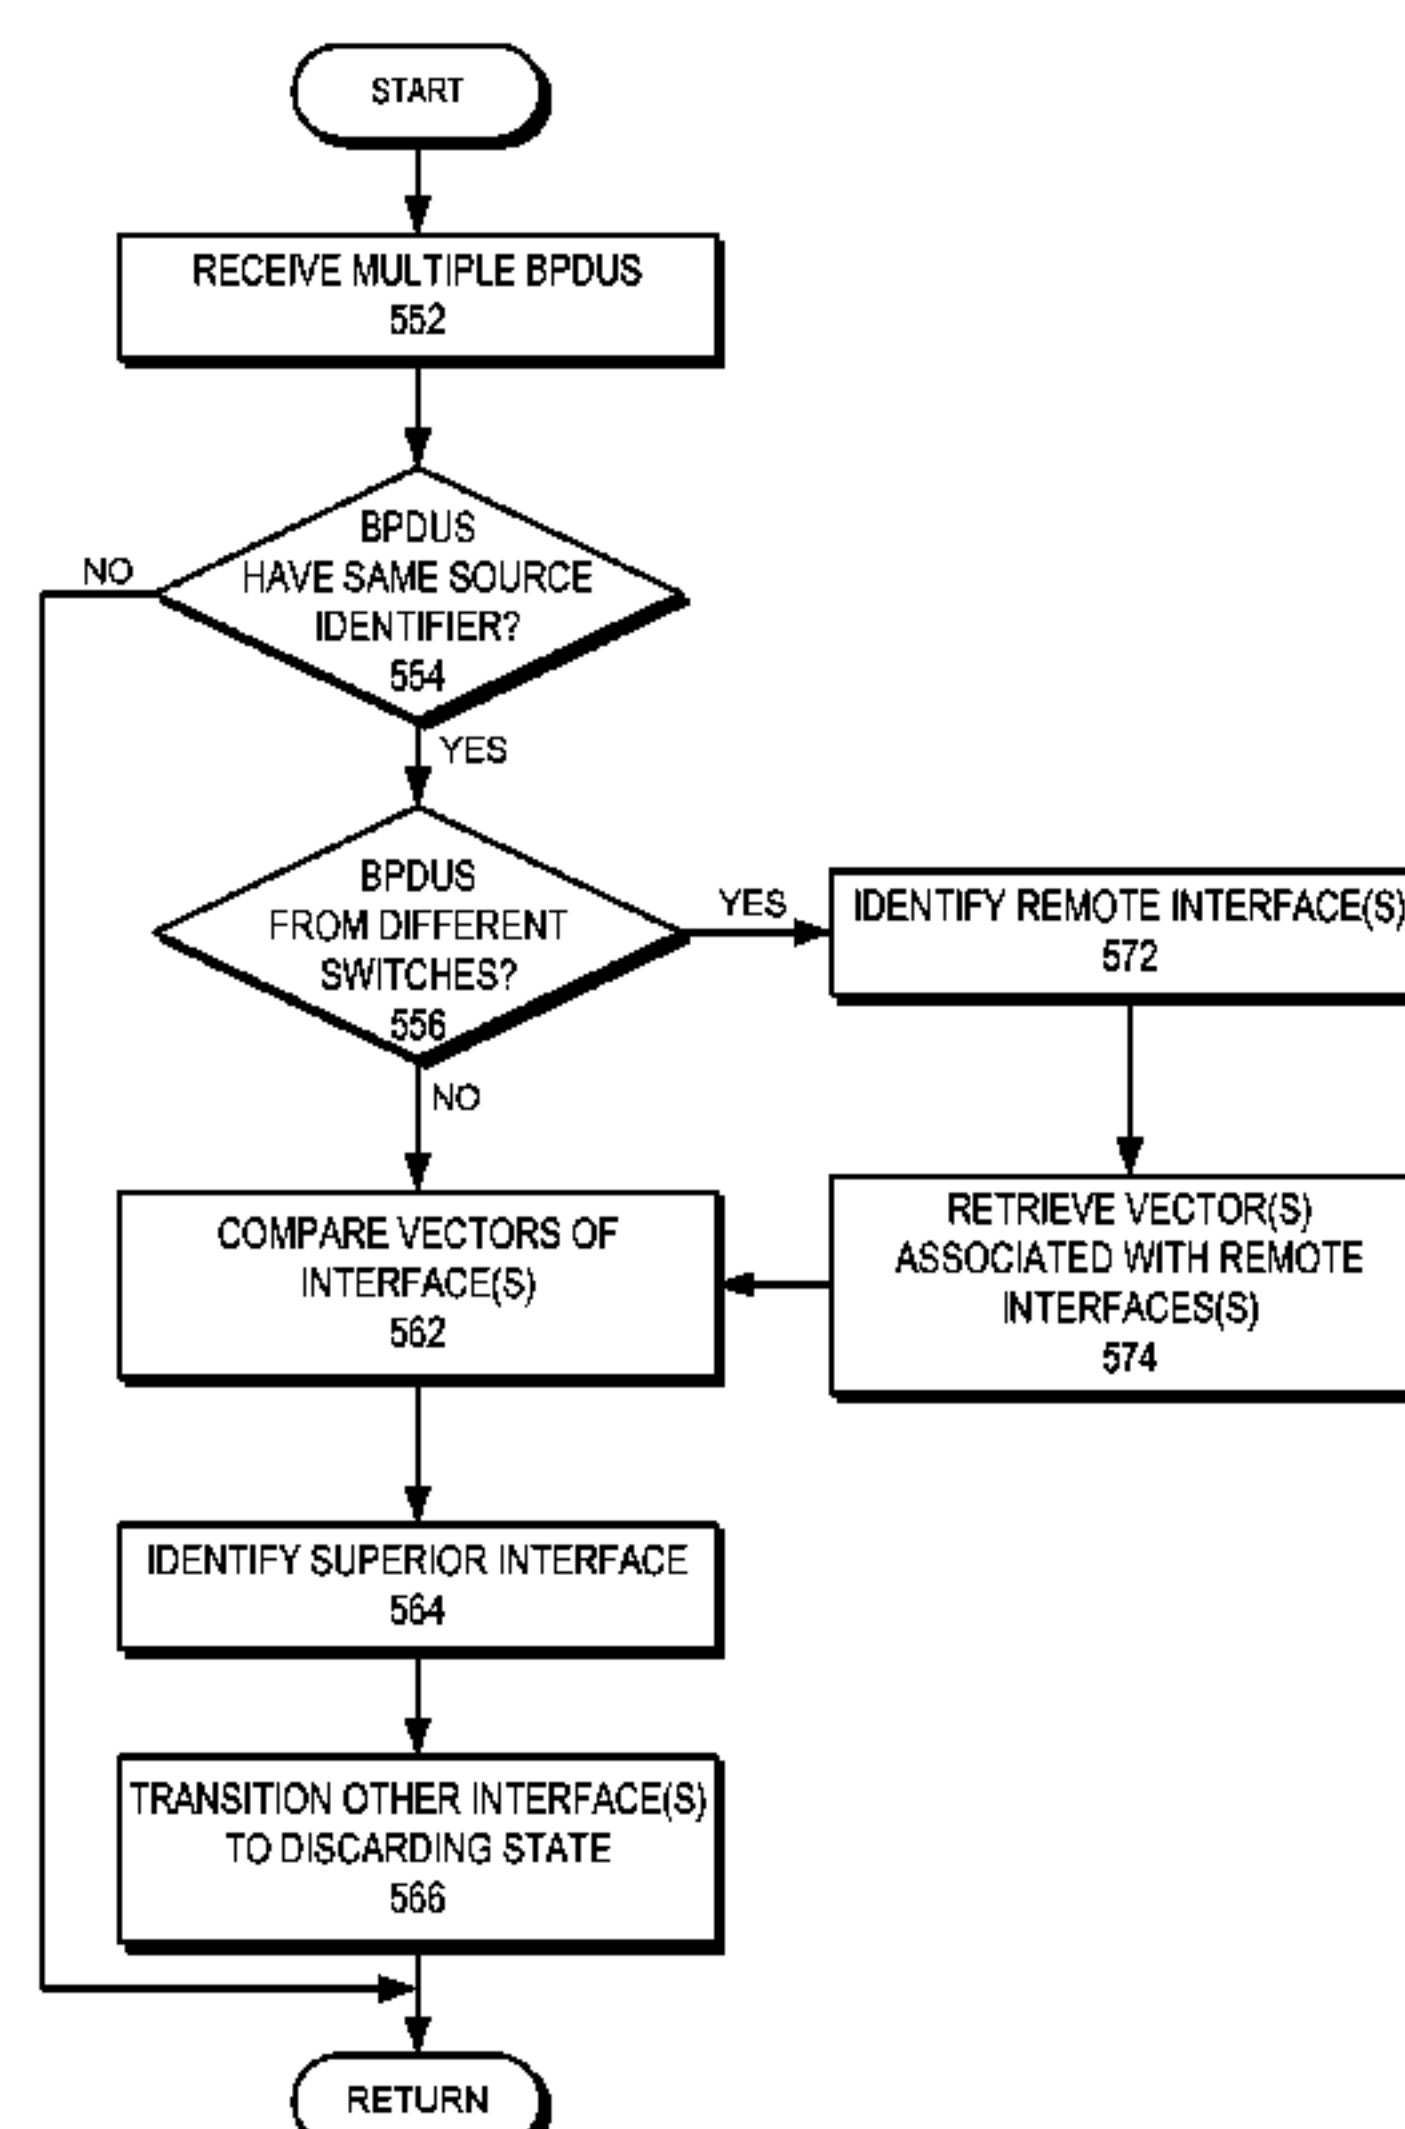 START
RECEIVE MULTIPLE BPDUS
552
BPDUS
HAVE SAME SOURCE
IDENTIFIER?
554
NO
YES
BPDUS
FROM DIFFERENT
SWITCHES?
556
YES
NO
IDENTIFY REMOTE INTERFACE(S)
572
RETRIEVE VECTOR(S)
ASSOCIATED WITH REMOTE
INTERFACES(S)
574
COMPARE VECTORS OF
INTERFACE(S)
562
IDENTIFY SUPERIOR INTERFACE
564
TRANSITION OTHER INTERFACE(S)
TO DISCARDING STATE
566
RETURN